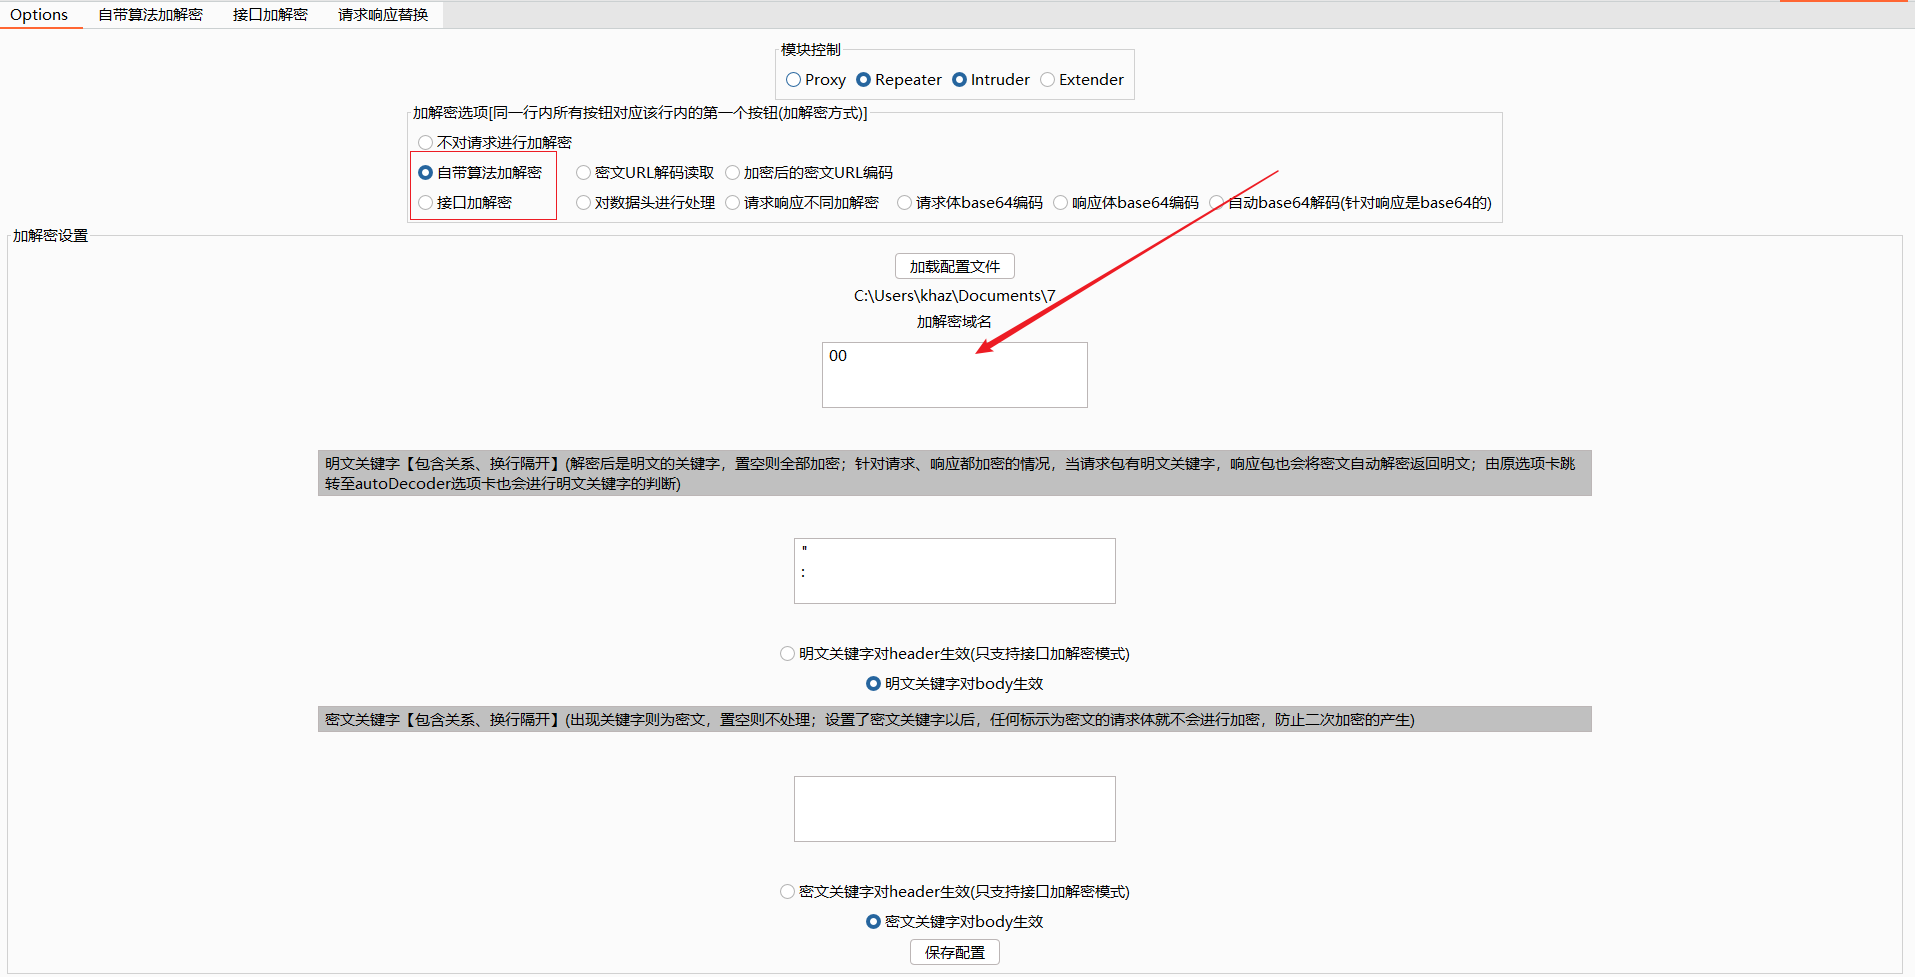 Options 自带算法加解密 接口加解密 请求响应替换
模块控制
Proxy Repeater Intruder Extender
加解密选项[同一行内所有按钮对应该行内的第一个按钮(加解密方式)]
不对请求进行加解密
自带算法加解密 密文URL解码读取 加密后的密文URL编码
接口加解密 对数据头进行处理 请求响应不同加解密 请求体base64编码 响应体base64编码 自动base64解码(针对响应是base64的)
加解密设置
加载配置文件
C:\Users\khaz\Documents\7
加解密域名
00
明文关键字【包含关系、换行隔开】(解密后是明文的关键字，置空则全部加密；针对请求、响应都加密的情况，当请求包有明文关键字，响应包也会将密文自动解密返回明文；由原选项卡跳
转至autoDecoder选项卡也会进行明文关键字的判断)
"
:
明文关键字对header生效(只支持接口加解密模式)
明文关键字对body生效
密文关键字【包含关系、换行隔开】(出现关键字则为密文，置空则不处理；设置了密文关键字以后，任何标示为密文的请求体就不会进行加密，防止二次加密的产生)
密文关键字对header生效(只支持接口加解密模式)
密文关键字对body生效
保存配置